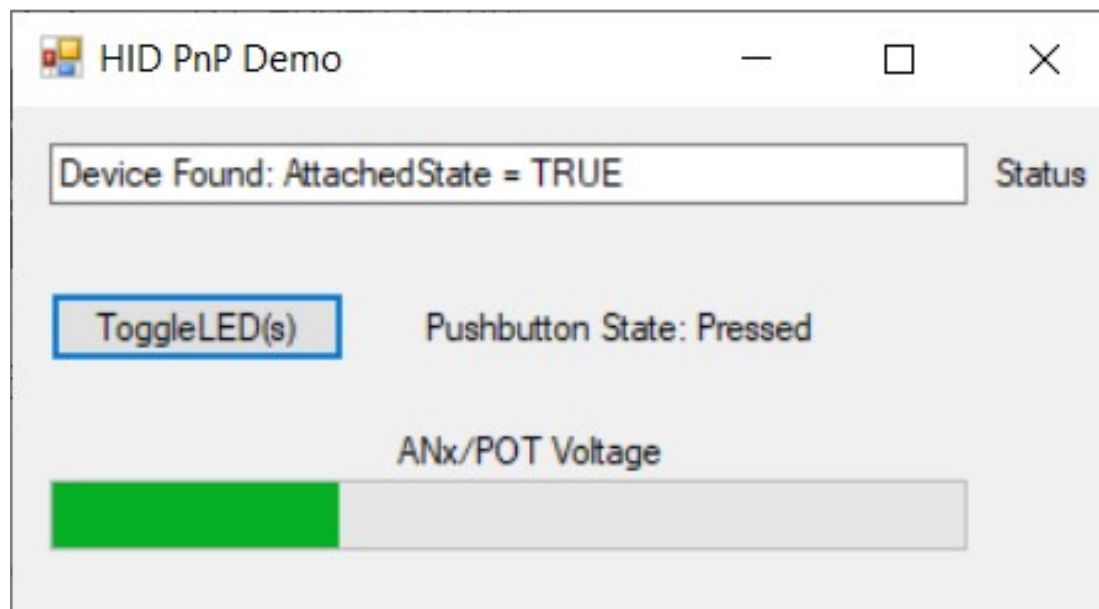 HID PnP Demo
Device Found: AttachedState = TRUE Status
ToggleLED(s) Pushbutton State: Pressed
ANx/POT Voltage